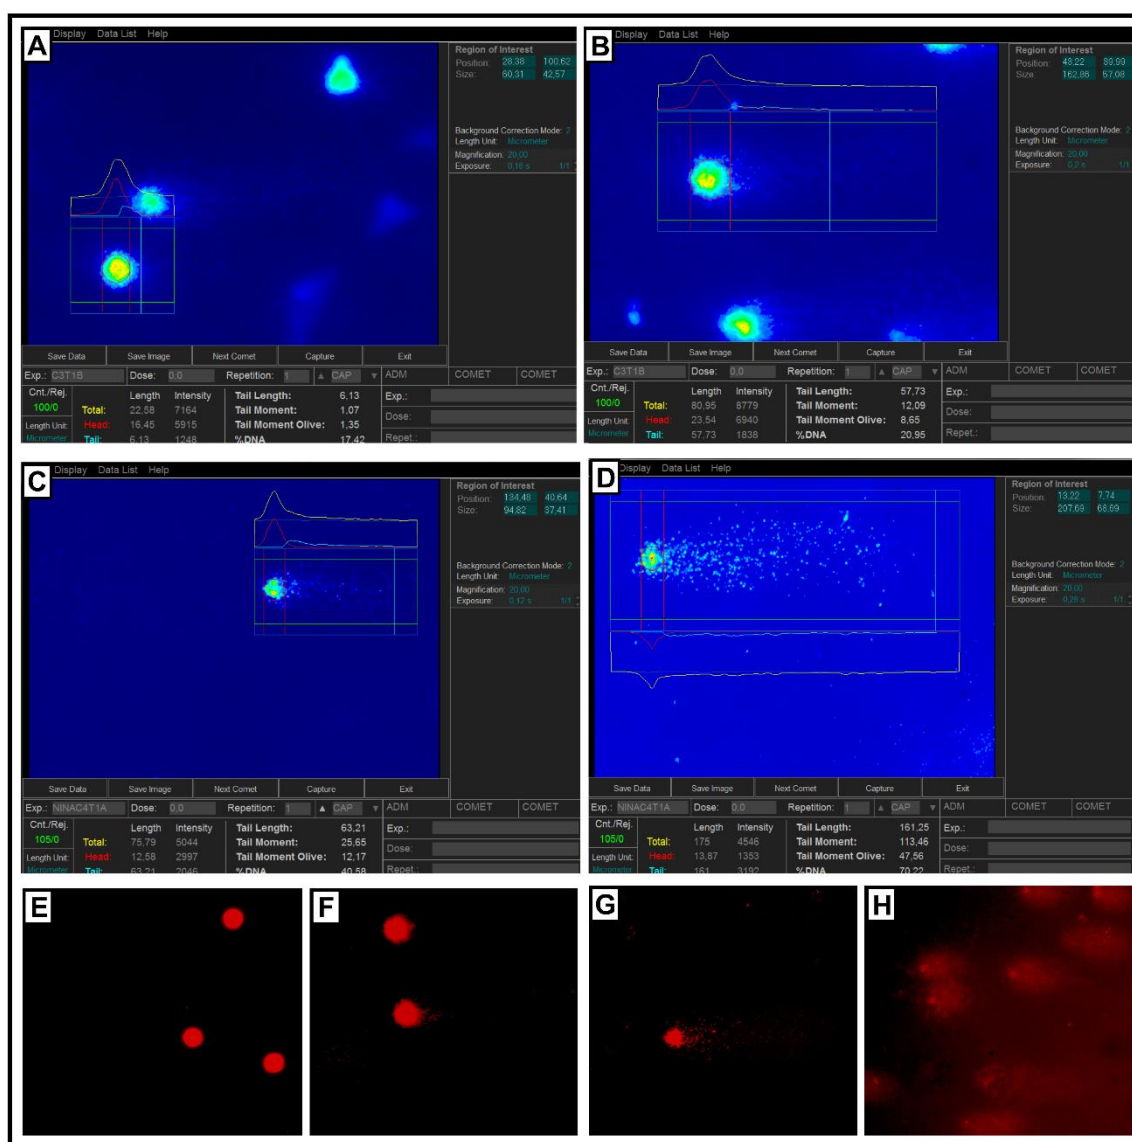 A
Display Data List Help
Region of Interest
Position: 28,38 100,62
Size: 60,31 42,57
Background Correction Mode: 2
Length Unit: Micrometer
Magnification: 20,00
Exposure: 0,16 s 1/1
Save Data Save Image Next Comet Capture Exit
Exp.: C3T1B Dose: 0,0 Repetition: 1 CAP ADM COMET COMET
Cnt./Rej. Length Intensity Tail Length: 6,13 Exp.:
100/0 Total: 22,58 7164 Tail Moment: 1,07 Dose:
Length Unit: Head: 16,45 5915 Tail Moment Olive: 1,35
Micrometer Tail: 6,13 1248 %DNA 17,42 Repet.:
B
Display Data List Help
Region of Interest
Position: 48,22 89,99
Size: 162,86 57,08
Background Correction Mode: 2
Length Unit: Micrometer
Magnification: 20,00
Exposure: 0,2 s 1/1
Save Data Save Image Next Comet Capture Exit
Exp.: C3T1B Dose: 0,0 Repetition: 1 CAP ADM COMET COMET
Cnt./Rej. Length Intensity Tail Length: 57,73 Exp.:
100/0 Total: 80,95 8779 Tail Moment: 12,09 Dose:
Length Unit: Head: 23,54 6940 Tail Moment Olive: 8,65
Micrometer Tail: 57,73 1838 %DNA 20,95 Repet.:
C
Display Data List Help
Region of Interest
Position: 134,48 40,64
Size: 94,82 37,41
Background Correction Mode: 2
Length Unit: Micrometer
Magnification: 20,00
Exposure: 0,12 s 1/1
Save Data Save Image Next Comet Capture Exit
Exp.: NINAC4T1A Dose: 0,0 Repetition: 1 CAP ADM COMET COMET
Cnt./Rej. Length Intensity Tail Length: 63,21 Exp.:
105/0 Total: 75,79 5044 Tail Moment: 25,65 Dose:
Length Unit: Head: 12,58 2997 Tail Moment Olive: 12,17
Micrometer Tail: 63,21 2046 %DNA 40,58 Repet.:
D
Display Data List Help
Region of Interest
Position: 13,22 7,74
Size: 207,69 68,69
Background Correction Mode: 2
Length Unit: Micrometer
Magnification: 20,00
Exposure: 0,28 s 1/1
Save Data Save Image Next Comet Capture Exit
Exp.: NINAC4T1A Dose: 0,0 Repetition: 1 CAP ADM COMET COMET
Cnt./Rej. Length Intensity Tail Length: 161,25 Exp.:
105/0 Total: 175 4546 Tail Moment: 113,46 Dose:
Length Unit: Head: 13,87 1353 Tail Moment Olive: 47,56
Micrometer Tail: 161 3192 %DNA 70,22 Repet.:
E
F
G
H